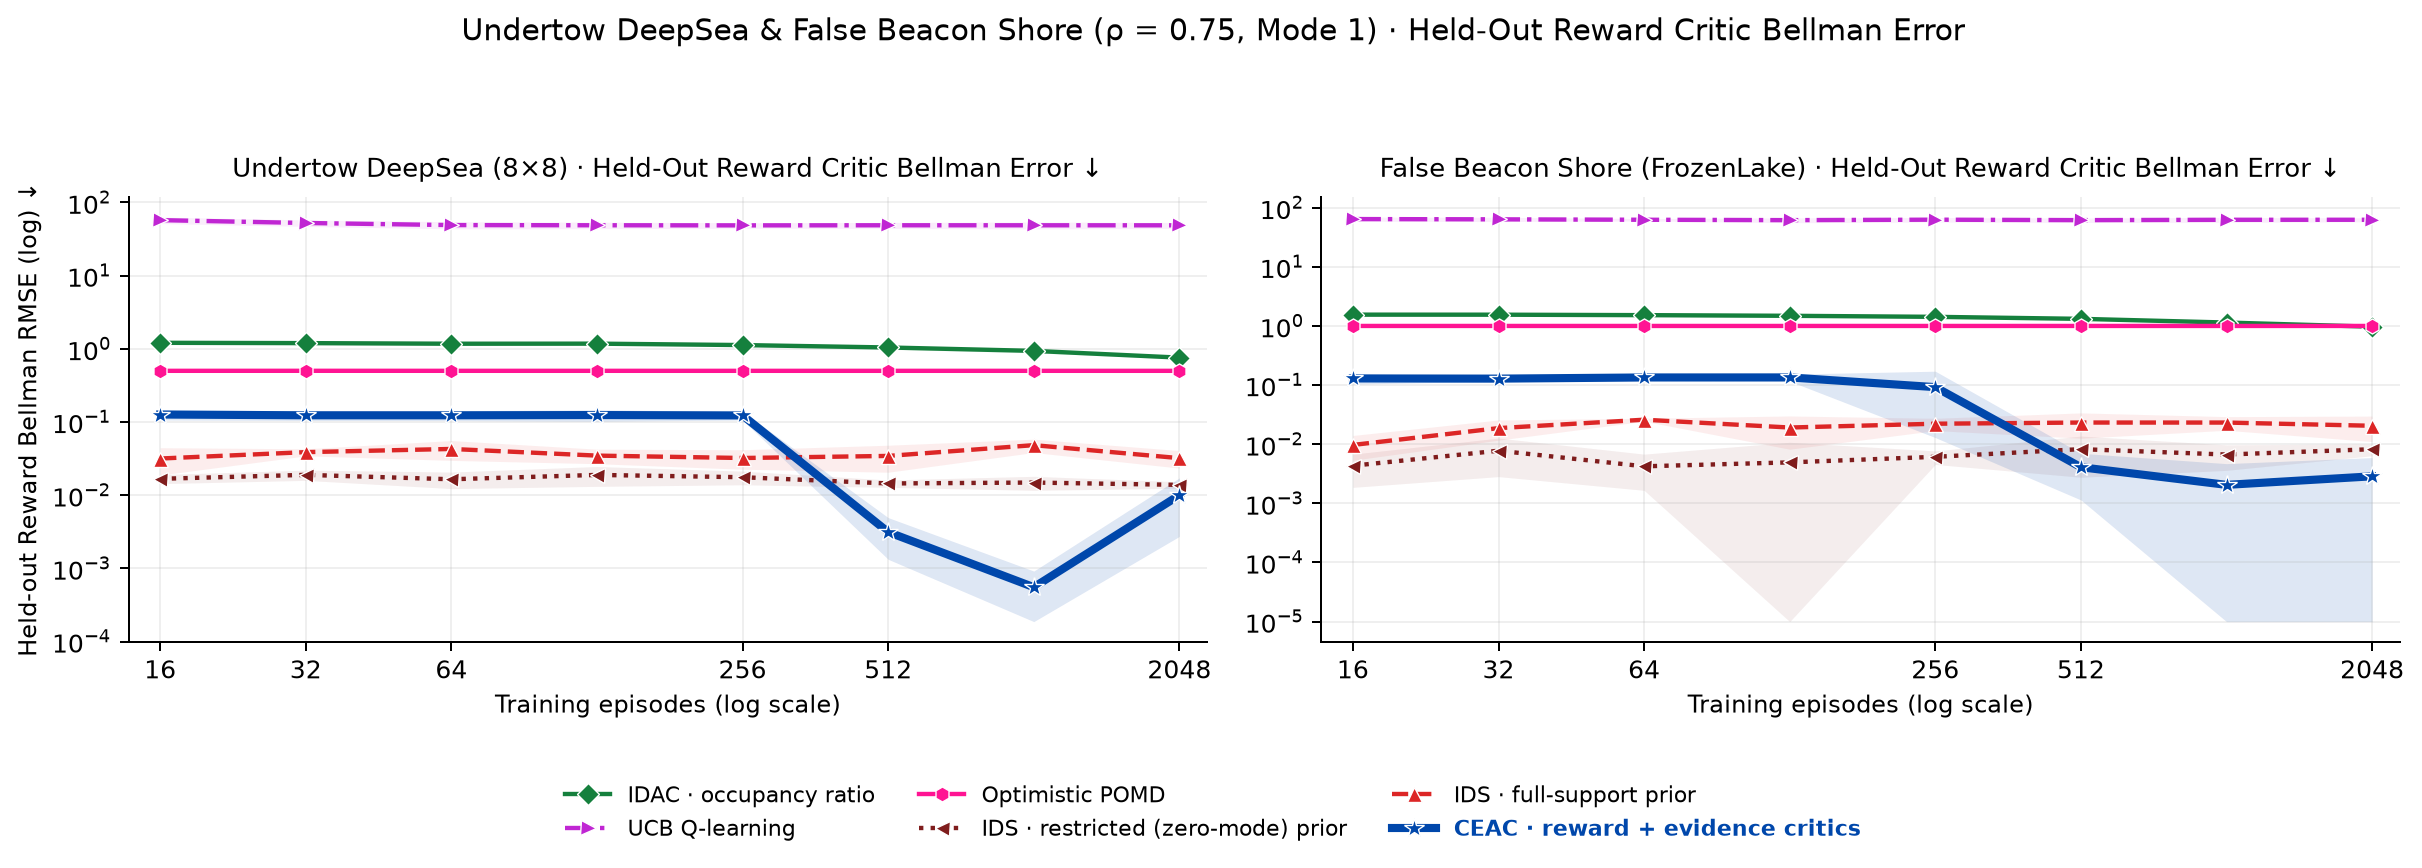 Undertow DeepSea & False Beacon Shore (ρ = 0.75, Mode 1) · Held-Out Reward Critic Bellman Error
Undertow DeepSea (8×8) · Held-Out Reward Critic Bellman Error ↓
Held-out Reward Bellman RMSE (log) ↓
10²
10¹
10⁰
10⁻¹
10⁻²
10⁻³
10⁻⁴
16
32
64
256
512
2048
Training episodes (log scale)
False Beacon Shore (FrozenLake) · Held-Out Reward Critic Bellman Error ↓
10²
10¹
10⁰
10⁻¹
10⁻²
10⁻³
10⁻⁴
10⁻⁵
16
32
64
256
512
2048
Training episodes (log scale)
IDAC · occupancy ratio
UCB Q-learning
Optimistic POMD
IDS · restricted (zero-mode) prior
IDS · full-support prior
CEAC · reward + evidence critics